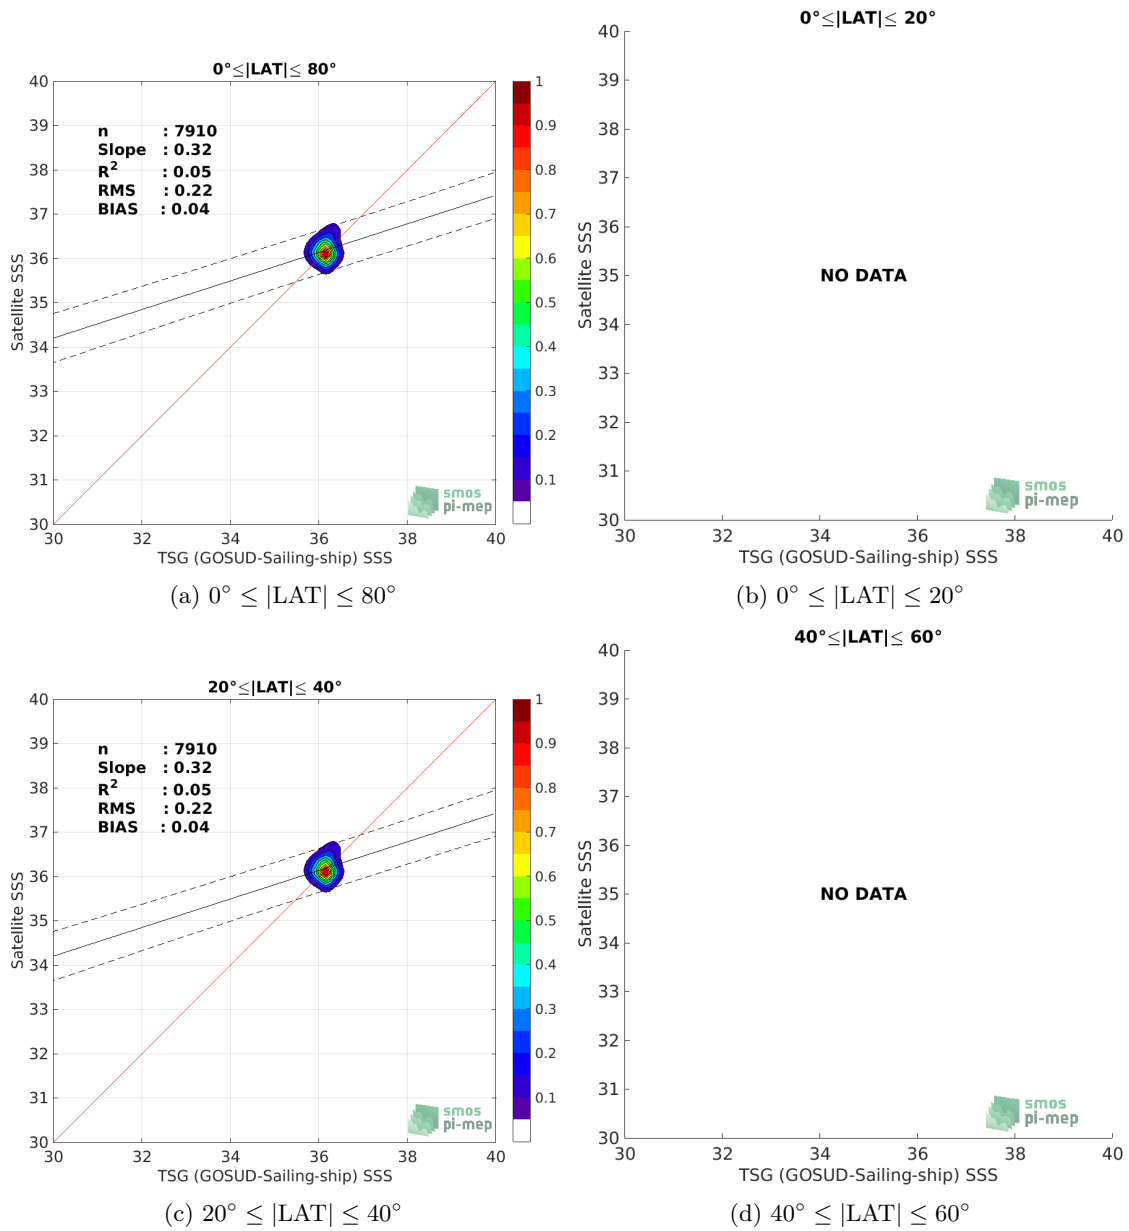 0°≤|LAT|≤ 80°
40
39
38
37
36
35
34
33
32
31
30
Satellite SSS
n : 7910
Slope : 0.32
R² : 0.05
RMS : 0.22
BIAS : 0.04
1
0.9
0.8
0.7
0.6
0.5
0.4
0.3
0.2
0.1
smos
pi-mep
30 32 34 36 38 40
TSG (GOSUD-Sailing-ship) SSS
(a) 0° ≤ |LAT| ≤ 80°
0°≤|LAT|≤ 20°
40
39
38
37
36
35
34
33
32
31
30
Satellite SSS
NO DATA
smos
pi-mep
30 32 34 36 38 40
TSG (GOSUD-Sailing-ship) SSS
(b) 0° ≤ |LAT| ≤ 20°
20°≤|LAT|≤ 40°
40
39
38
37
36
35
34
33
32
31
30
Satellite SSS
n : 7910
Slope : 0.32
R² : 0.05
RMS : 0.22
BIAS : 0.04
1
0.9
0.8
0.7
0.6
0.5
0.4
0.3
0.2
0.1
smos
pi-mep
30 32 34 36 38 40
TSG (GOSUD-Sailing-ship) SSS
(c) 20° ≤ |LAT| ≤ 40°
40°≤|LAT|≤ 60°
40
39
38
37
36
35
34
33
32
31
30
Satellite SSS
NO DATA
smos
pi-mep
30 32 34 36 38 40
TSG (GOSUD-Sailing-ship) SSS
(d) 40° ≤ |LAT| ≤ 60°